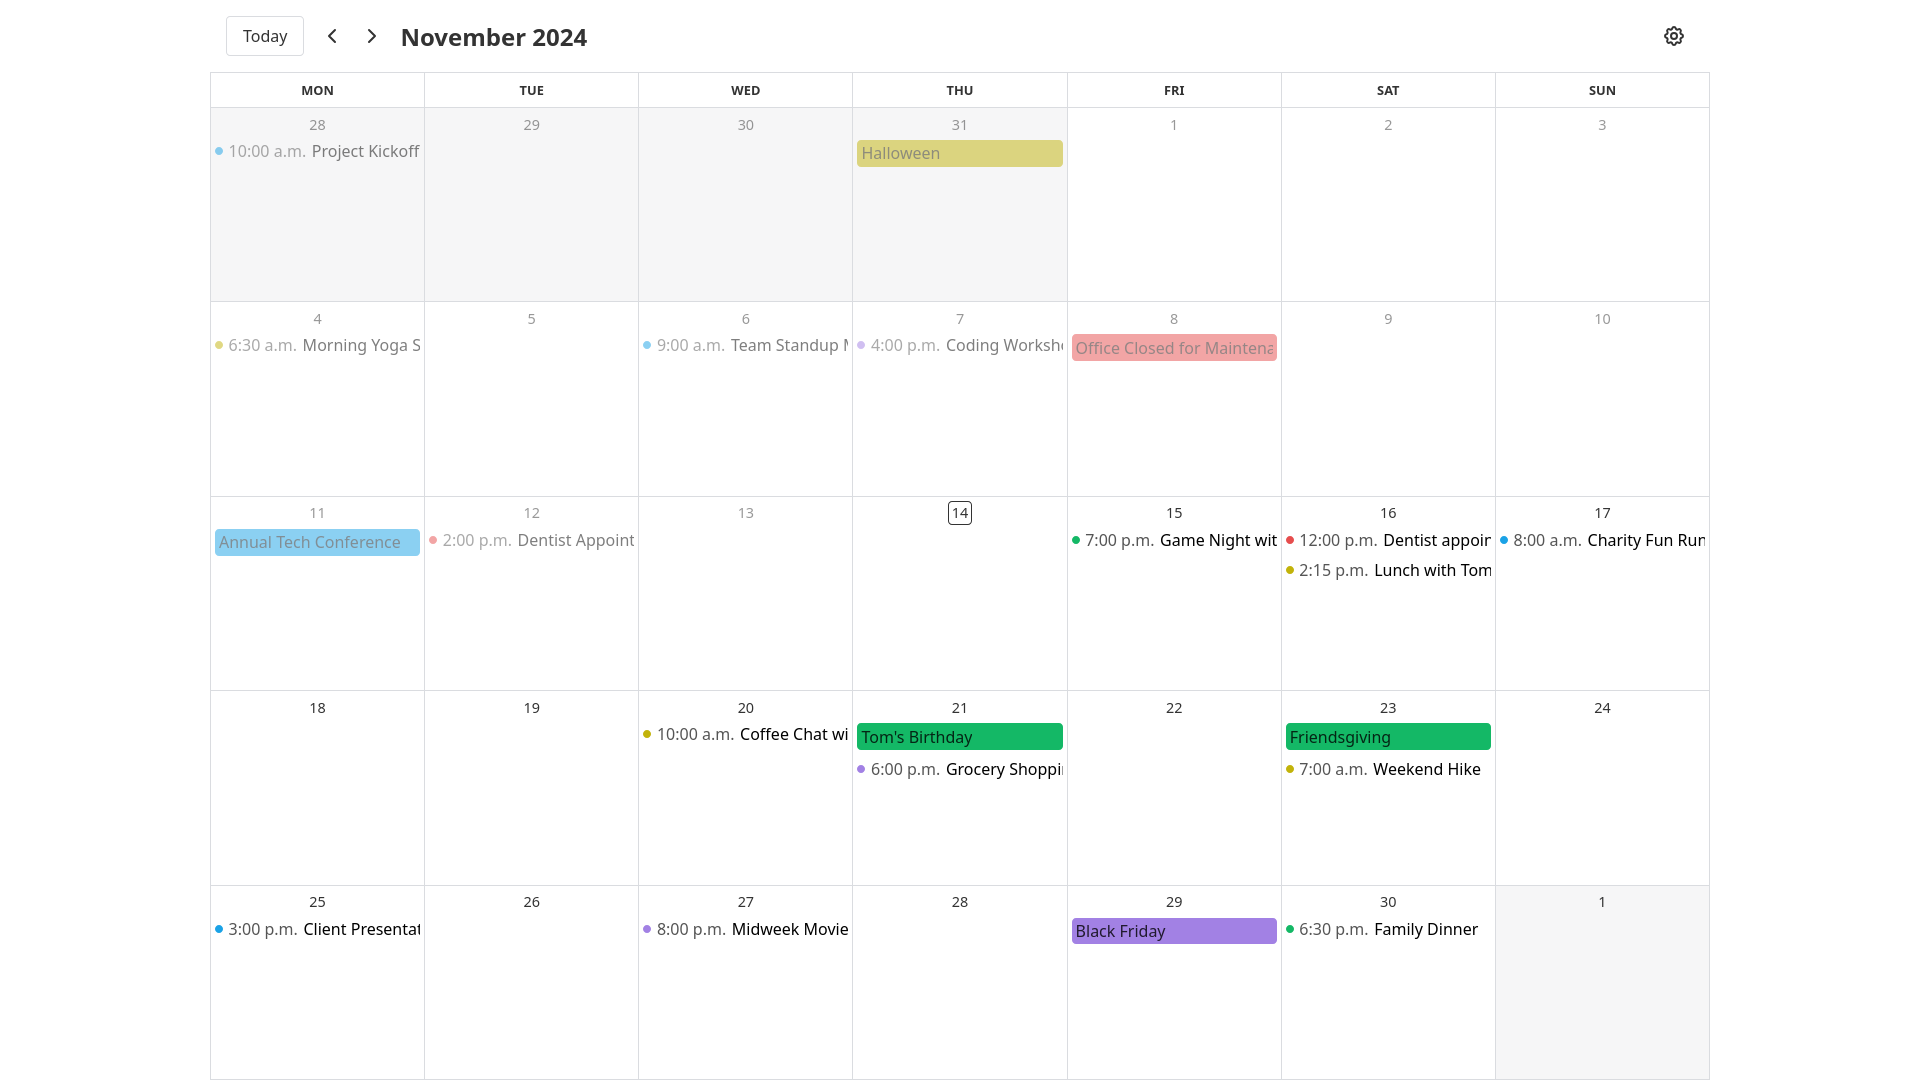 Today
November 2024
MON TUE WED THU FRI SAT SUN
28 29 30 31 1 2 3
10:00 a.m. Project Kickoff
Halloween
4 5 6 7 8 9 10
6:30 a.m. Morning Yoga S
9:00 a.m. Team Standup
4:00 p.m. Coding Worksho
Office Closed for Maintena
11 12 13 14 15 16 17
Annual Tech Conference
2:00 p.m. Dentist Appoint
7:00 p.m. Game Night wit
12:00 p.m. Dentist appoin
2:15 p.m. Lunch with Tom
8:00 a.m. Charity Fun Run
18 19 20 21 22 23 24
10:00 a.m. Coffee Chat wi
Tom's Birthday
6:00 p.m. Grocery Shoppi
Friendsgiving
7:00 a.m. Weekend Hike
25 26 27 28 29 30 1
3:00 p.m. Client Presentat
8:00 p.m. Midweek Movie
Black Friday
6:30 p.m. Family Dinner